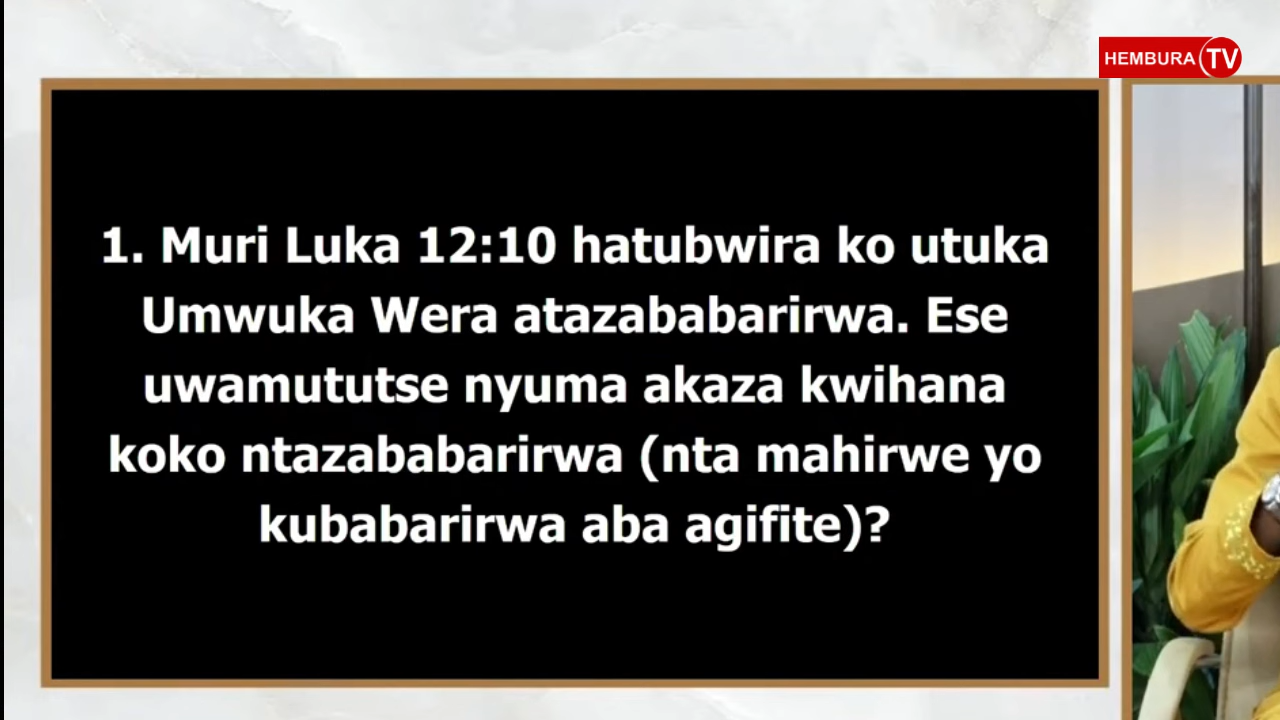 HEMBURA TV
1. Muri Luka 12:10 hatubwira ko utuka
Umwuka Wera atazababarirwa. Ese
uwamututse nyuma akaza kwihana
koko ntazababarirwa (nta mahirwe yo
kubabarirwa aba agifite)?